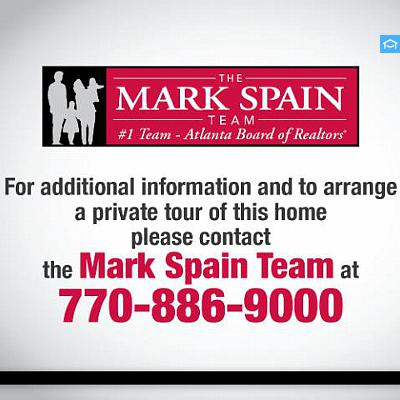 THE
MARK SPAIN
TEAM
#1 Team - Atlanta Board of Realtors®
For additional information and to arrange
a private tour of this home
please contact
the Mark Spain Team at
770-886-9000